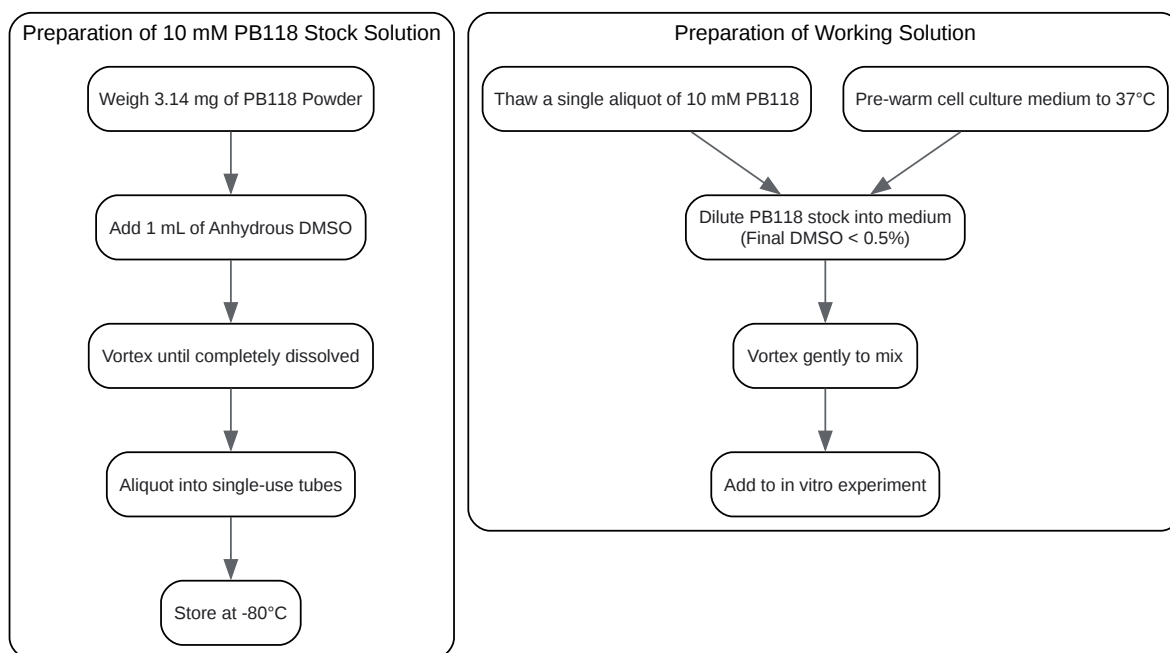 Preparation of 10 mM PB118 Stock Solution
Weigh 3.14 mg of PB118 Powder
Add 1 mL of Anhydrous DMSO
Vortex until completely dissolved
Aliquot into single-use tubes
Store at -80°C
Preparation of Working Solution
Thaw a single aliquot of 10 mM PB118
Pre-warm cell culture medium to 37°C
Dilute PB118 stock into medium
(Final DMSO < 0.5%)
Vortex gently to mix
Add to in vitro experiment